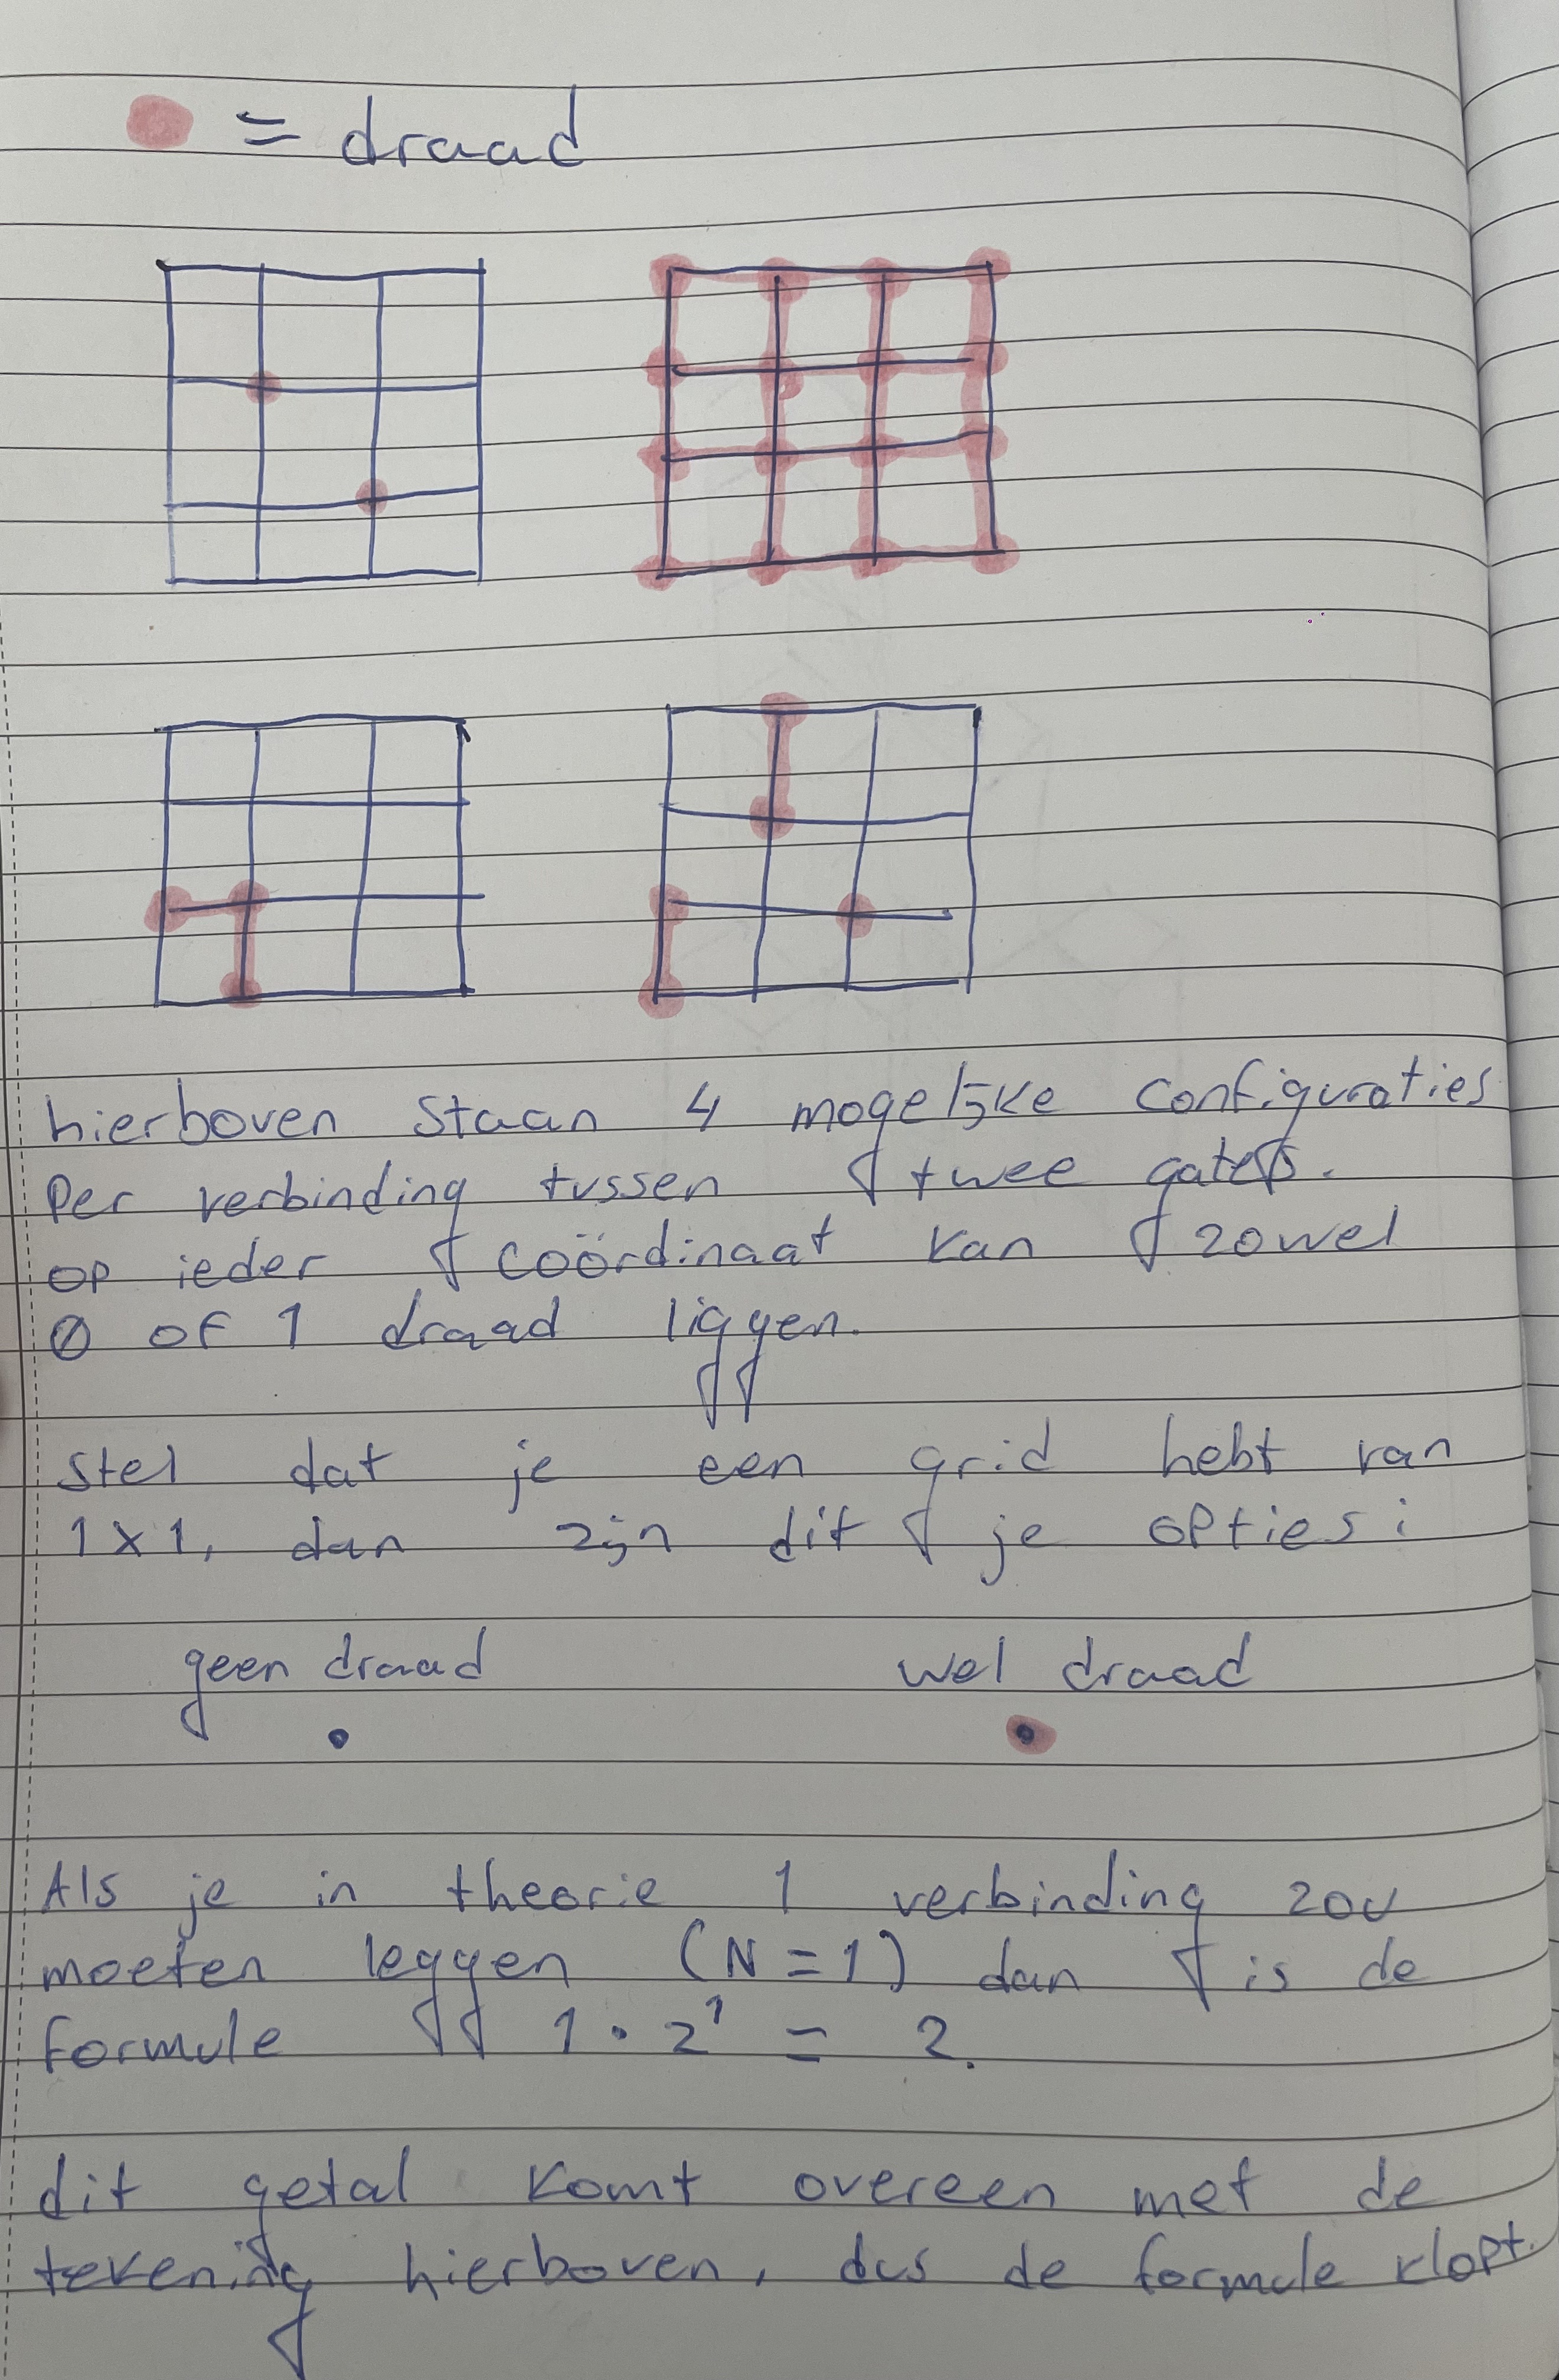 = draad
hierboven staan 4 mogelijke configuraties
per verbinding tussen twee gates.
op ieder coördinaat kan zowel
0 of 1 draad liggen.
stel dat je een grid hebt van
1x1, dan zijn dit je opties:
geen draad wel draad
Als je in theorie 1 verbinding zou
moeten leggen (N=1) dan is de
formule 1 · 2¹ = 2.
dit getal komt overeen met de
tekening hierboven, dus de formule klopt.